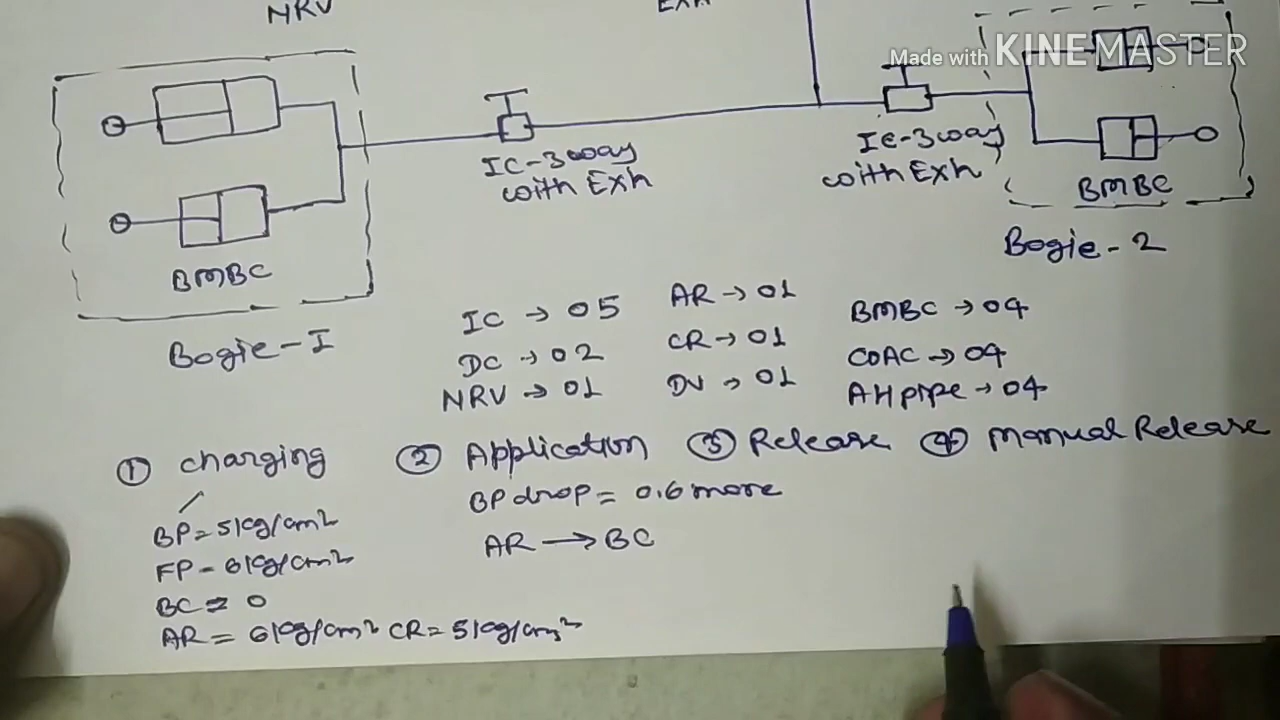 NRV
EXH
Made with KINEMASTER
IC-3way
with Exh
IC-3way
with Exh
BMBC
Bogie-2
BMBC
Bogie-I
IC → 05
DC → 02
NRV → 01
AR → 01
CR → 01
DV → 01
BMBC → 04
COAC → 04
AH pipe → 04
① charging
② Application
③ Release
④ Manual Release
BP = 5kg/cm²
FP - 6kg/cm²
BC = 0
AR = 6kg/cm² CR = 5kg/cm²
BP drop = 0.6 more
AR → BC